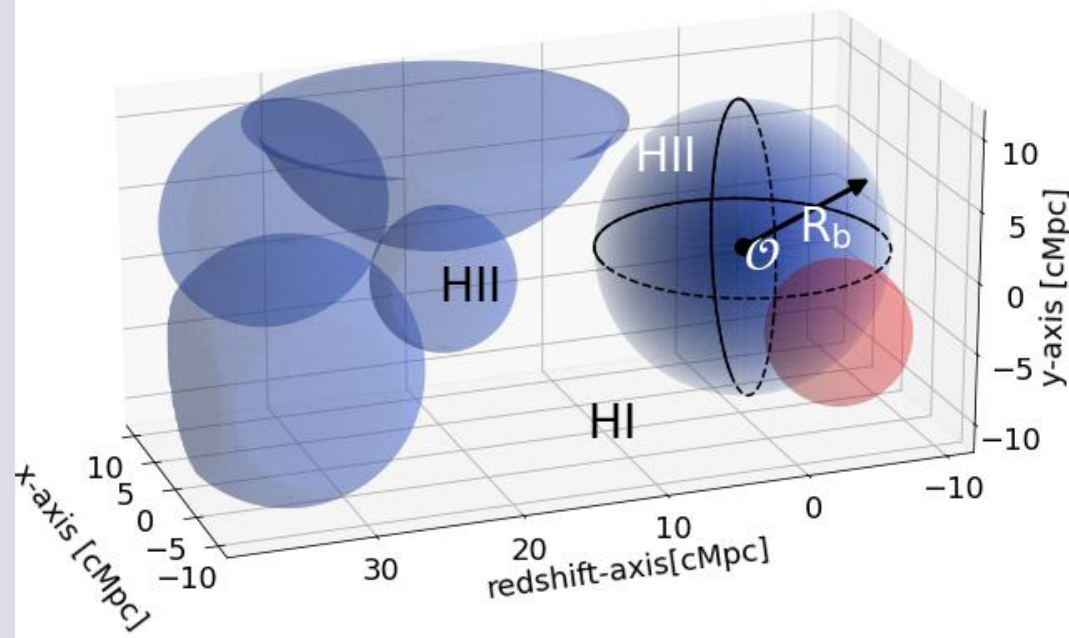 HII
R_b
𝒪
HII
HI
10
5
0
−5
−10
y-axis [cMpc]
10
5
0
−5
−10
x-axis [cMpc]
30
20
10
0
−10
redshift-axis[cMpc]